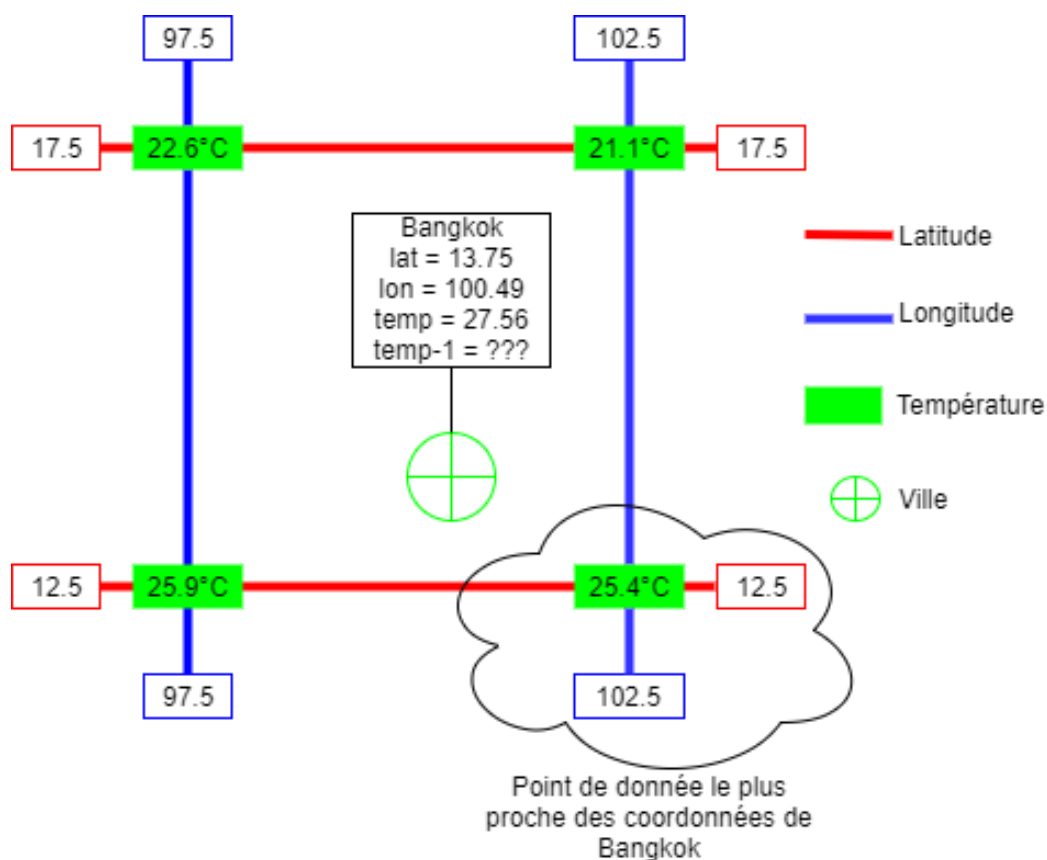 97.5
102.5
17.5
22.6°C
21.1°C
17.5
Bangkok
lat = 13.75
lon = 100.49
temp = 27.56
temp-1 = ???
Latitude
Longitude
Température
Ville
12.5
25.9°C
25.4°C
12.5
97.5
102.5
Point de donnée le plus
proche des coordonnées de
Bangkok